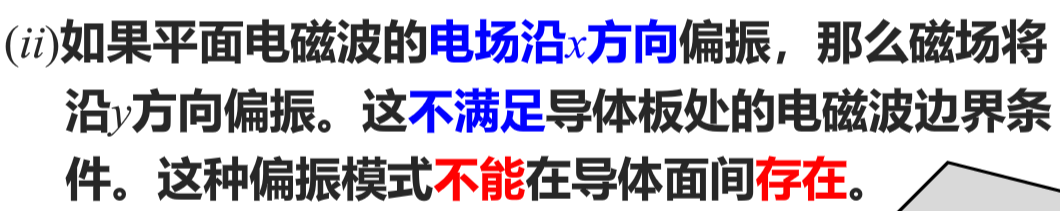 (ii)如果平面电磁波的电场沿x方向偏振，那么磁场将
沿y方向偏振。这不满足导体板处的电磁波边界条
件。这种偏振模式不能在导体面间存在。